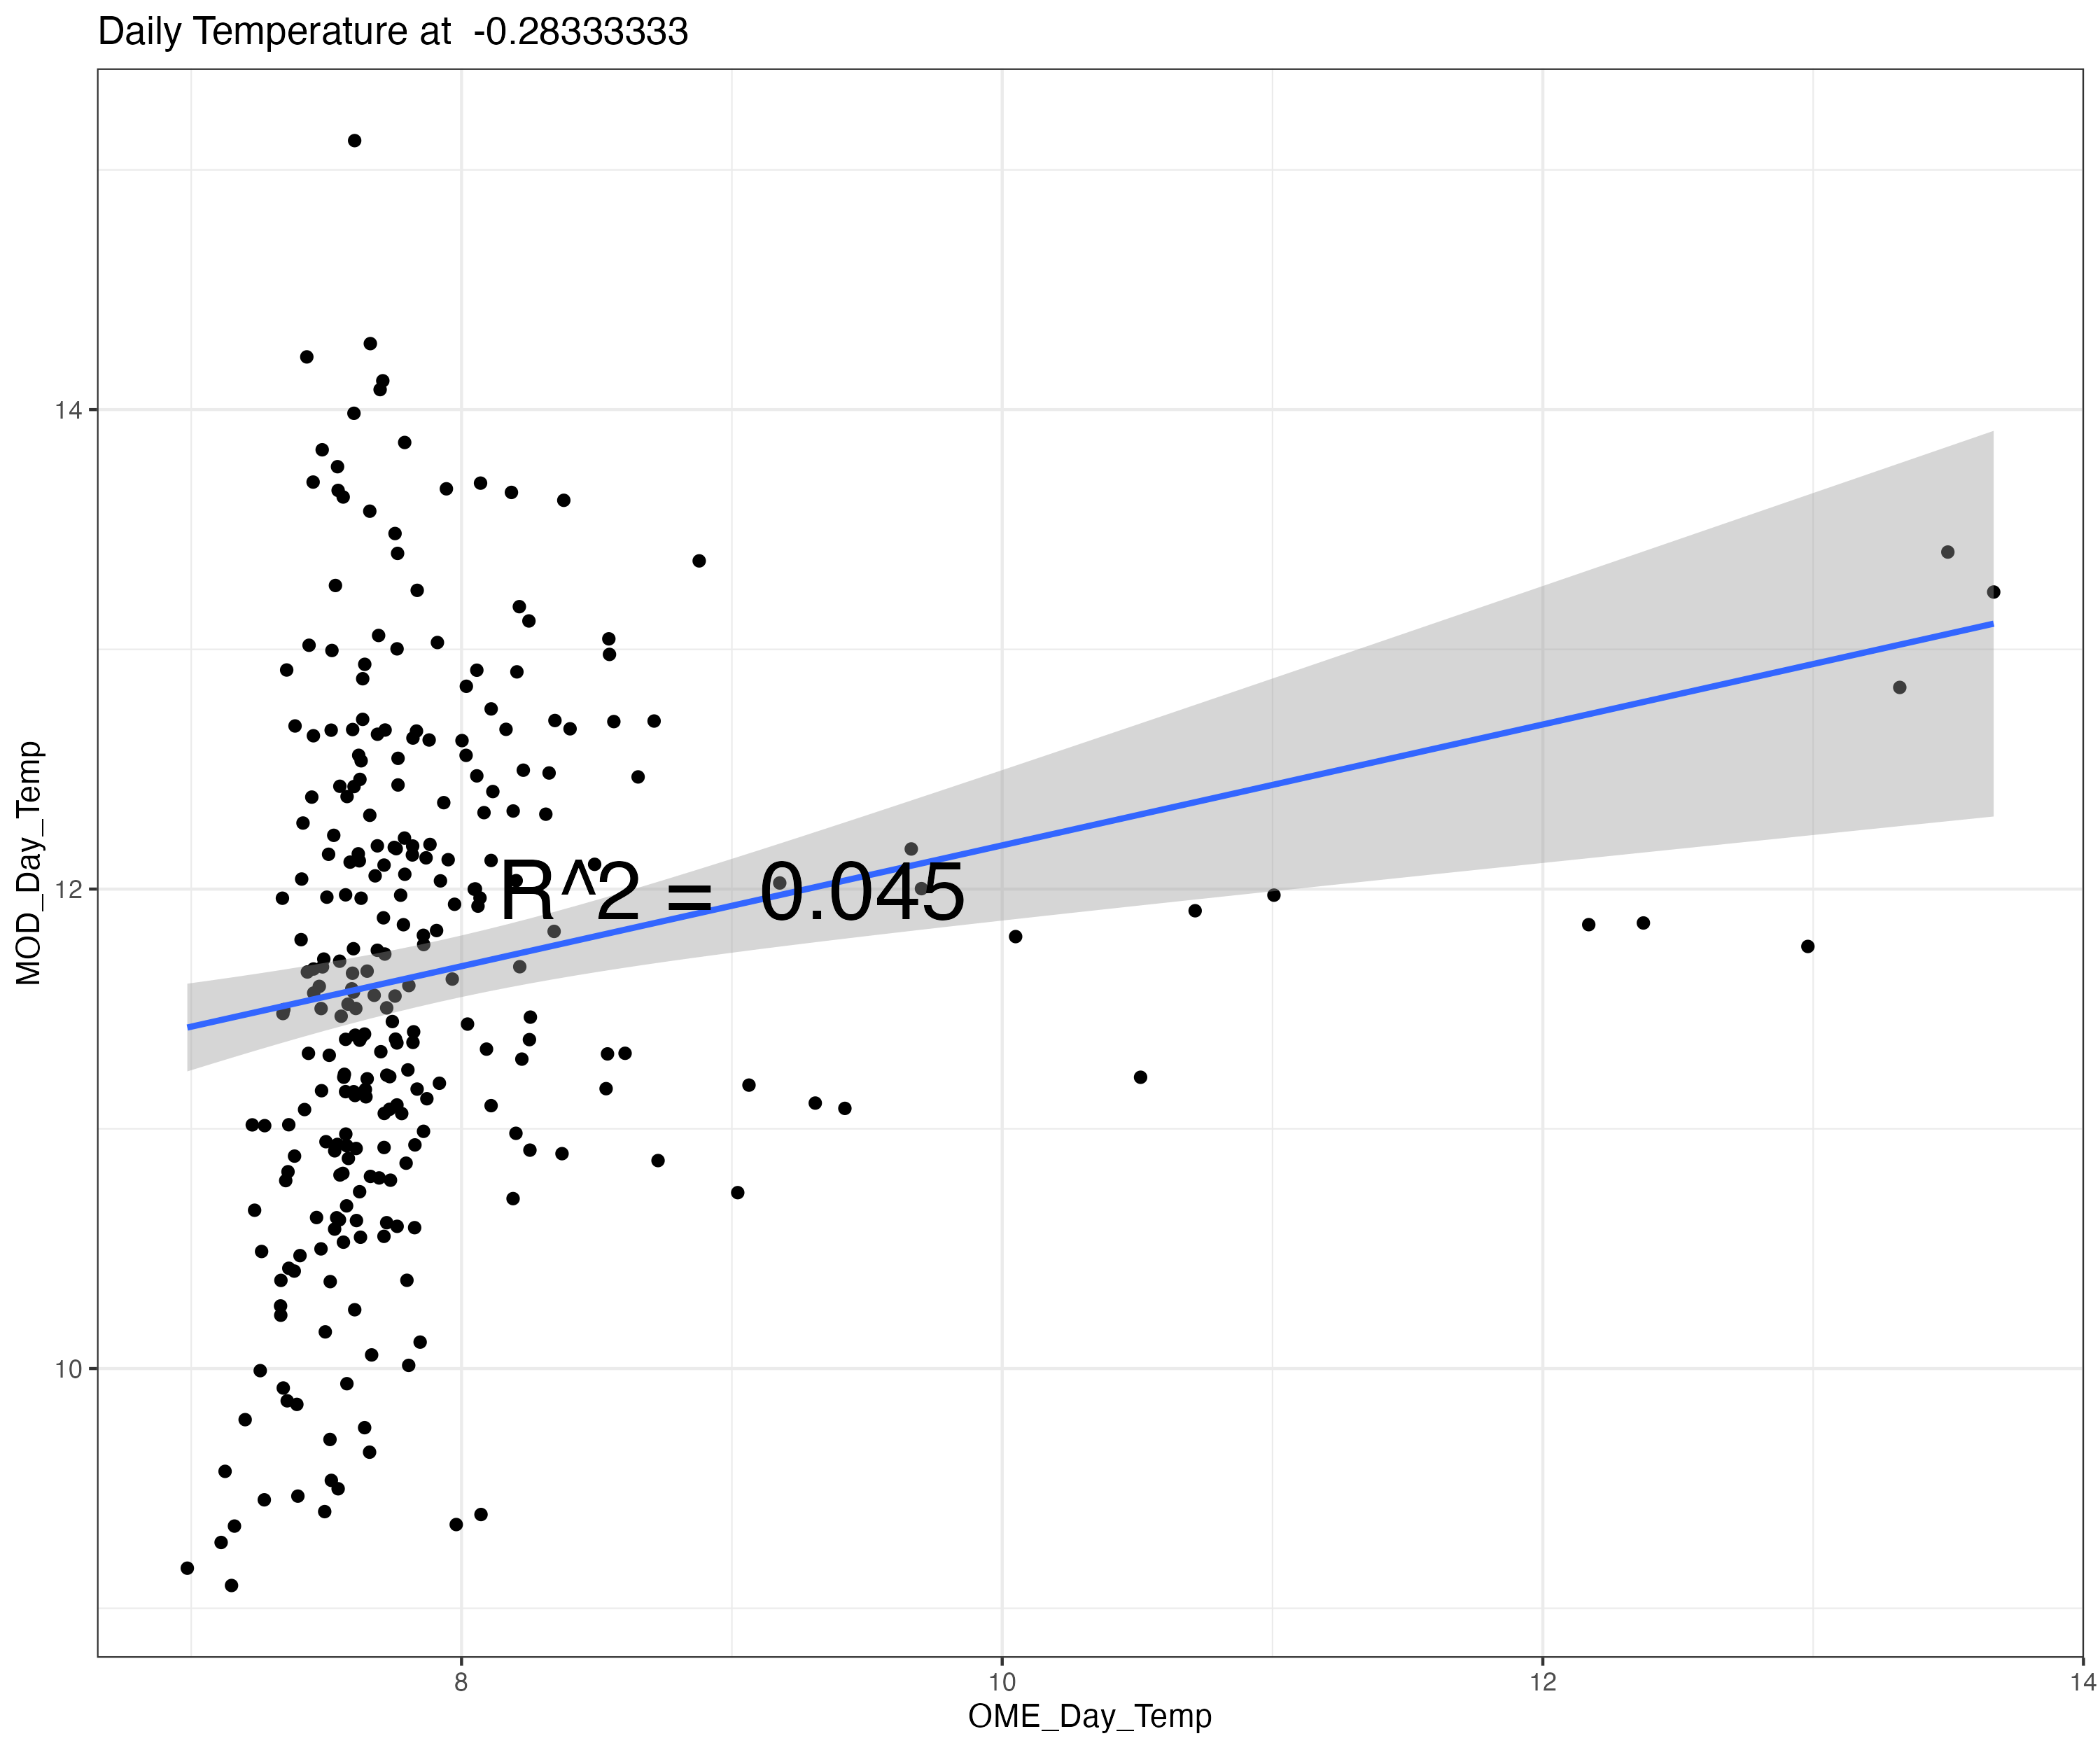 Daily Temperature at  -0.28333333
MOD_Day_Temp
14
12
10
R^2 =  0.045
8 10 12 14
OME_Day_Temp